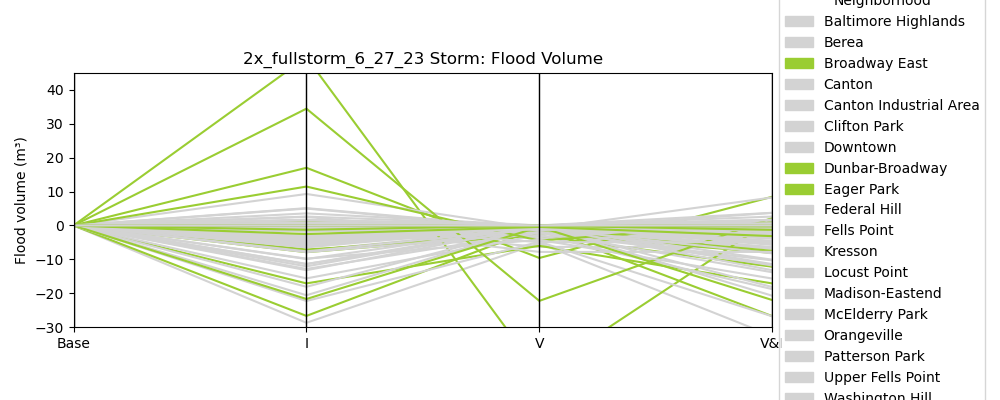 Neighborhood
Baltimore Highlands
Berea
Broadway East
Canton
Canton Industrial Area
Clifton Park
Downtown
Dunbar-Broadway
Eager Park
Federal Hill
Fells Point
Kresson
Locust Point
Madison-Eastend
McElderry Park
Orangeville
Patterson Park
Upper Fells Point
Washington Hill
2x_fullstorm_6_27_23 Storm: Flood Volume
Flood volume (m³)
40
30
20
10
0
−10
−20
−30
Base
I
V
V&